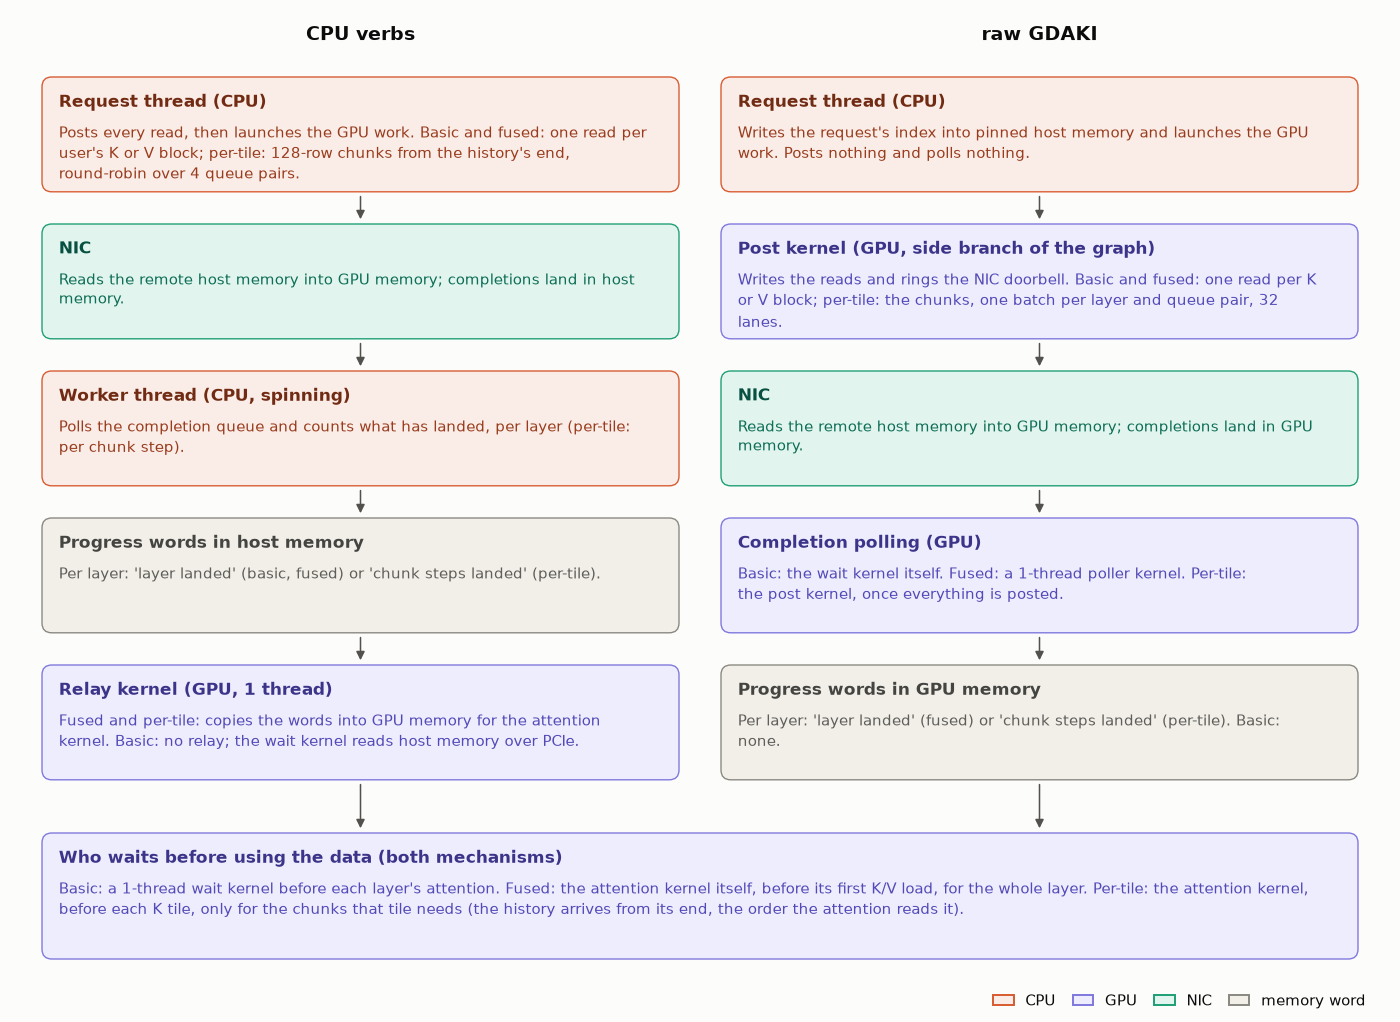 CPU verbs
raw GDAKI
Request thread (CPU)
Posts every read, then launches the GPU work. Basic and fused: one read per
user's K or V block; per-tile: 128-row chunks from the history's end,
round-robin over 4 queue pairs.
Request thread (CPU)
Writes the request's index into pinned host memory and launches the GPU
work. Posts nothing and polls nothing.
NIC
Reads the remote host memory into GPU memory; completions land in host
memory.
Post kernel (GPU, side branch of the graph)
Writes the reads and rings the NIC doorbell. Basic and fused: one read per K
or V block; per-tile: the chunks, one batch per layer and queue pair, 32
lanes.
Worker thread (CPU, spinning)
Polls the completion queue and counts what has landed, per layer (per-tile:
per chunk step).
NIC
Reads the remote host memory into GPU memory; completions land in GPU
memory.
Progress words in host memory
Per layer: 'layer landed' (basic, fused) or 'chunk steps landed' (per-tile).
Completion polling (GPU)
Basic: the wait kernel itself. Fused: a 1-thread poller kernel. Per-tile:
the post kernel, once everything is posted.
Relay kernel (GPU, 1 thread)
Fused and per-tile: copies the words into GPU memory for the attention
kernel. Basic: no relay; the wait kernel reads host memory over PCIe.
Progress words in GPU memory
Per layer: 'layer landed' (fused) or 'chunk steps landed' (per-tile). Basic:
none.
Who waits before using the data (both mechanisms)
Basic: a 1-thread wait kernel before each layer's attention. Fused: the attention kernel itself, before its first K/V load, for the whole layer. Per-tile: the attention kernel,
before each K tile, only for the chunks that tile needs (the history arrives from its end, the order the attention reads it).
CPU
GPU
NIC
memory word